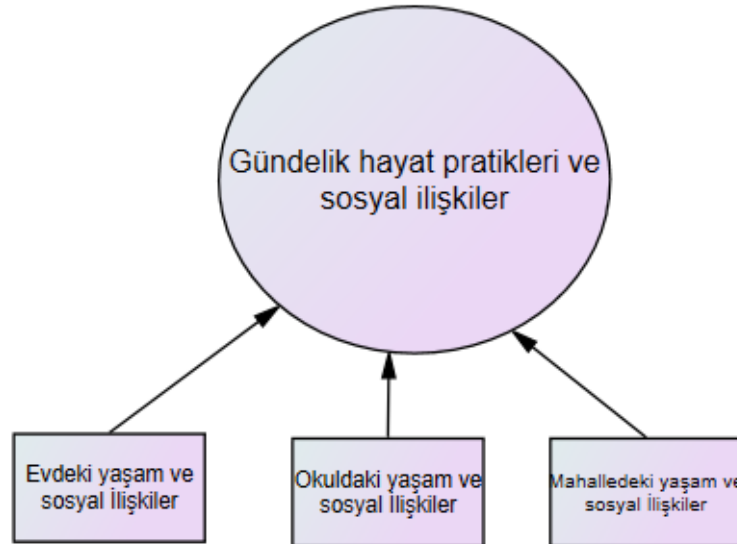 Gündelik hayat pratikleri ve
sosyal ilişkiler
Evdeki yaşam ve
sosyal İlişkiler
Okuldaki yaşam ve
sosyal İlişkiler
Mahalledeki yaşam ve
sosyal İlişkiler